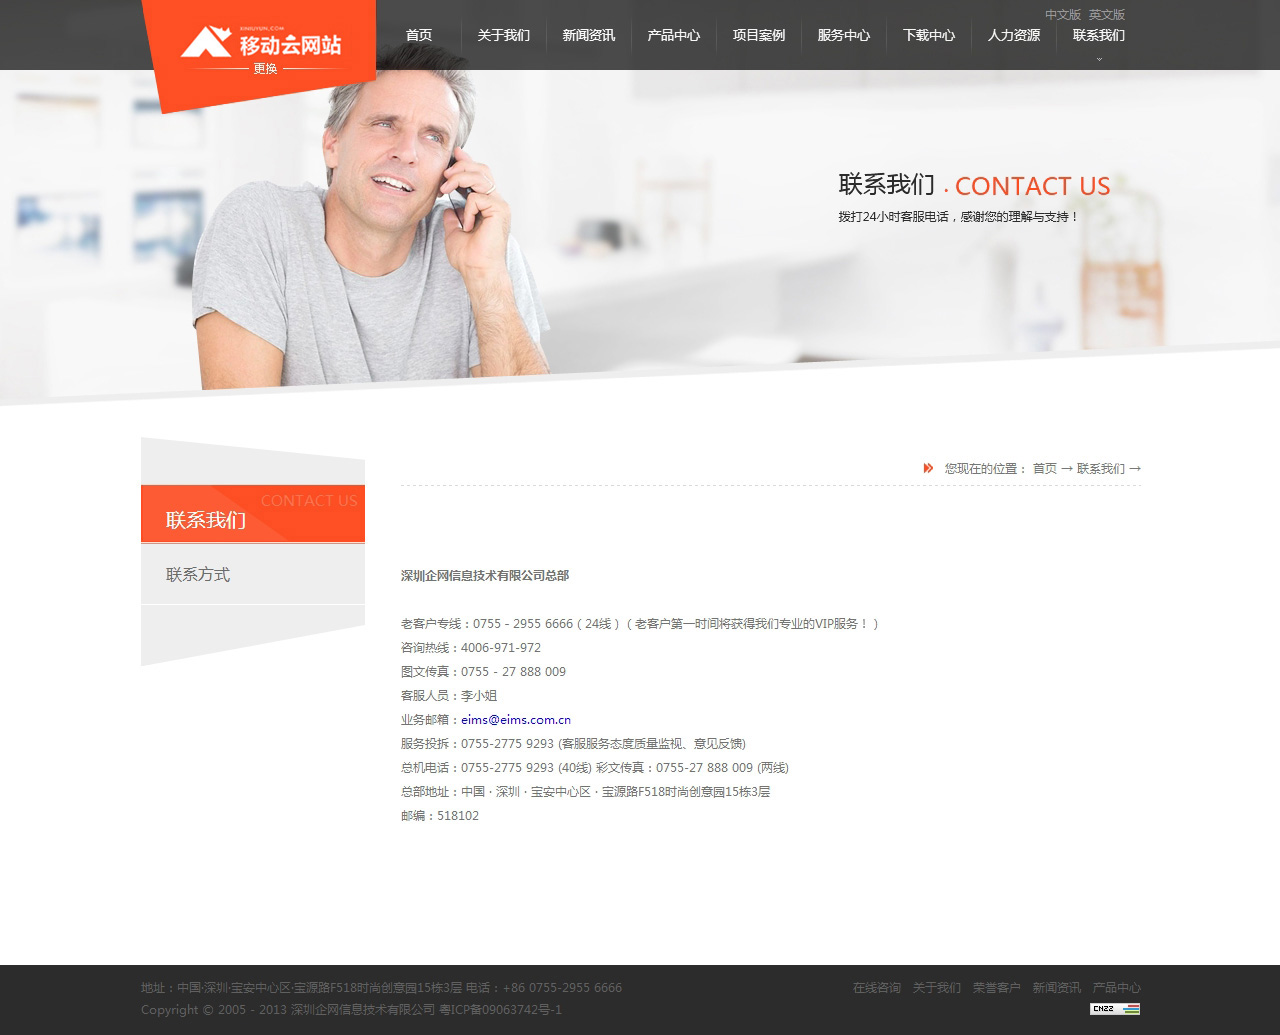 XINIUYUN.COM
移动云网站
更换
中文版 英文版
首页 关于我们 新闻资讯 产品中心 项目案例 服务中心 下载中心 人力资源 联系我们
联系我们 · CONTACT US
拨打24小时客服电话，感谢您的理解与支持！
您现在的位置： 首页 → 联系我们 →
CONTACT US
联系我们
联系方式
深圳企网信息技术有限公司总部
老客户专线：0755 - 2955 6666（24线）（老客户第一时间将获得我们专业的VIP服务！）
咨询热线：4006-971-972
图文传真：0755 - 27 888 009
客服人员：李小姐
业务邮箱：eims@eims.com.cn
服务投拆：0755-2775 9293 (客服服务态度质量监视、意见反馈)
总机电话：0755-2775 9293 (40线) 彩文传真：0755-27 888 009 (两线)
总部地址：中国 · 深圳 · 宝安中心区 · 宝源路F518时尚创意园15栋3层
邮编：518102
地址：中国·深圳·宝安中心区·宝源路F518时尚创意园15栋3层 电话：+86 0755-2955 6666
在线咨询 关于我们 荣誉客户 新闻资讯 产品中心
Copyright © 2005 - 2013 深圳企网信息技术有限公司 粤ICP备09063742号-1
CNZZ